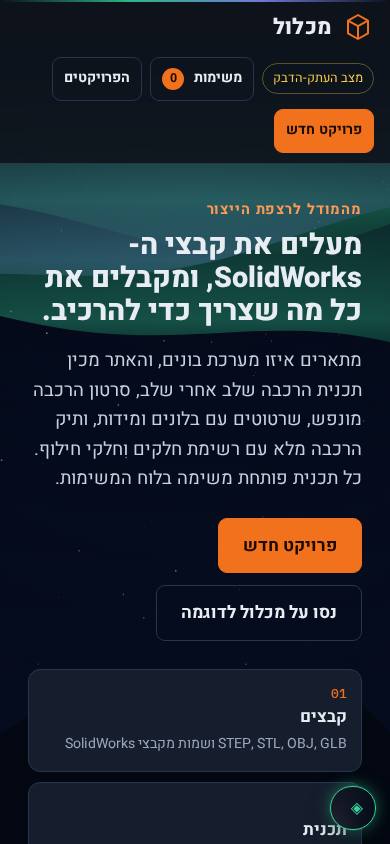 מכלול
מצב העתק-הדבק
משימות 0
הפרויקטים
פרויקט חדש
מהמודל לרצפת הייצור
מעלים את קבצי ה-
SolidWorks, ומקבלים את
כל מה שצריך כדי להרכיב.
מתארים איזו מערכת בונים, והאתר מכין
תכנית הרכבה שלב אחרי שלב, סרטון הרכבה
מונפש, שרטוטים עם בלונים ומידות, ותיק
הרכבה מלא עם רשימת חלקים וחלקי חילוף.
כל תכנית פותחת משימה בלוח המשימות.
פרויקט חדש
נסו על מכלול לדוגמה
01
קבצים
STEP, STL, OBJ, GLB ושמות מקבצי SolidWorks
תכנית